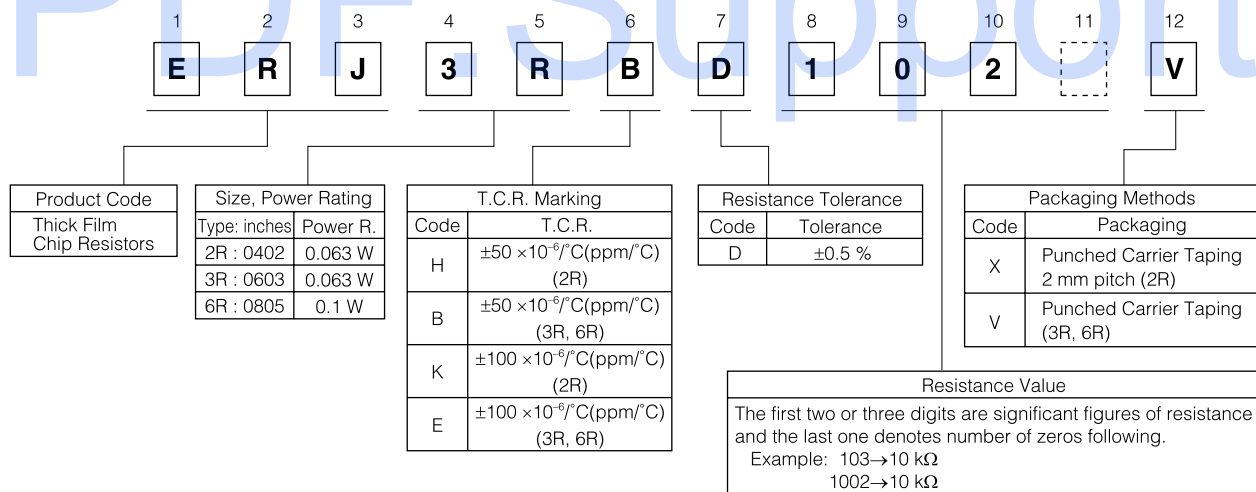 PDF.Support
1 2 3 4 5 6 7 8 9 10 11 12
E R J 3 R B D 1 0 2 V
Product Code
Thick Film
Chip Resistors
Size, Power Rating
Type: inches Power R.
2R : 0402 0.063 W
3R : 0603 0.063 W
6R : 0805 0.1 W
T.C.R. Marking
Code T.C.R.
H ±50 ×10⁻⁶/°C(ppm/°C)
(2R)
B ±50 ×10⁻⁶/°C(ppm/°C)
(3R, 6R)
K ±100 ×10⁻⁶/°C(ppm/°C)
(2R)
E ±100 ×10⁻⁶/°C(ppm/°C)
(3R, 6R)
Resistance Tolerance
Code Tolerance
D ±0.5 %
Packaging Methods
Code Packaging
X Punched Carrier Taping
2 mm pitch (2R)
V Punched Carrier Taping
(3R, 6R)
Resistance Value
The first two or three digits are significant figures of resistance
and the last one denotes number of zeros following.
Example: 103→10 kΩ
1002→10 kΩ